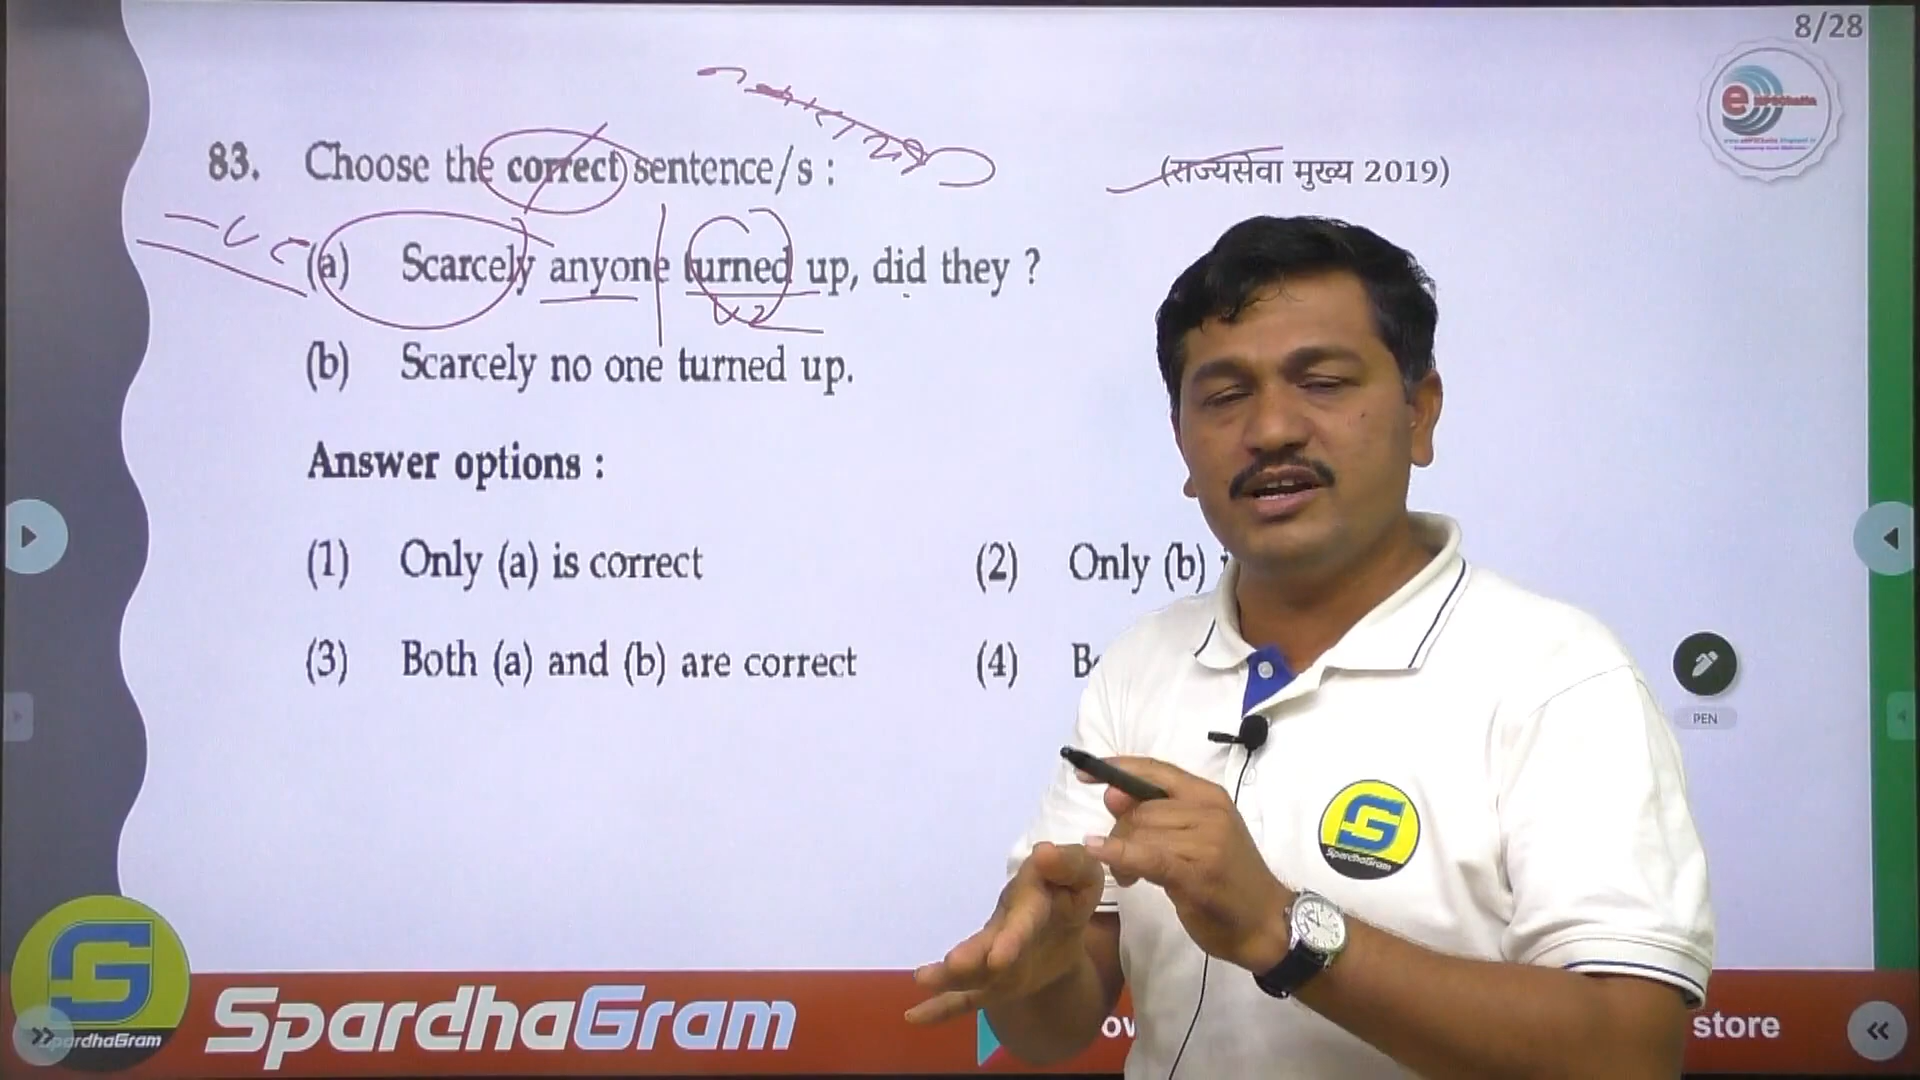 8/28
83. Choose the correct sentence/s :
(राज्यसेवा मुख्य 2019)
(a) Scarcely anyone turned up, did they ?
v2
(b) Scarcely no one turned up.
Answer options :
(1) Only (a) is correct
(2) Only (b)
(3) Both (a) and (b) are correct
(4) B
PEN
SpardhaGram
SpardhaGram
SpardhaGram
store